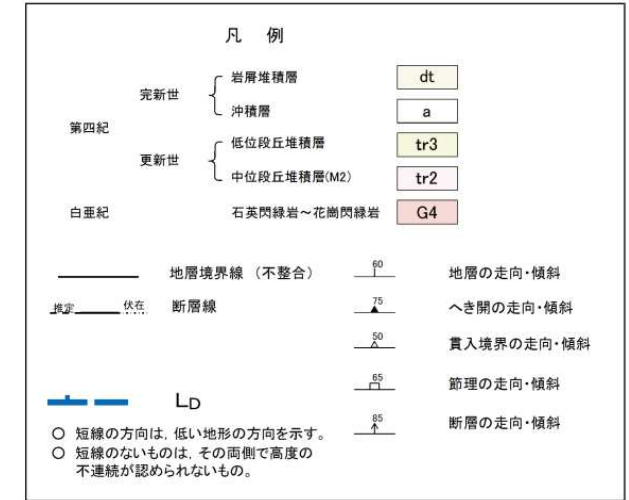 凡 例
第四紀
完新世
岩屑堆積層 dt
沖積層 a
更新世
低位段丘堆積層 tr3
中位段丘堆積層(M2) tr2
白亜紀 石英閃緑岩～花崗閃緑岩 G4
地層境界線 (不整合)
推定 伏在 断層線
60 地層の走向・傾斜
75 へき開の走向・傾斜
50 貫入境界の走向・傾斜
65 節理の走向・傾斜
85 断層の走向・傾斜
LD
○ 短線の方向は，低い地形の方向を示す。
○ 短線のないものは，その両側で高度の
不連続が認められないもの。